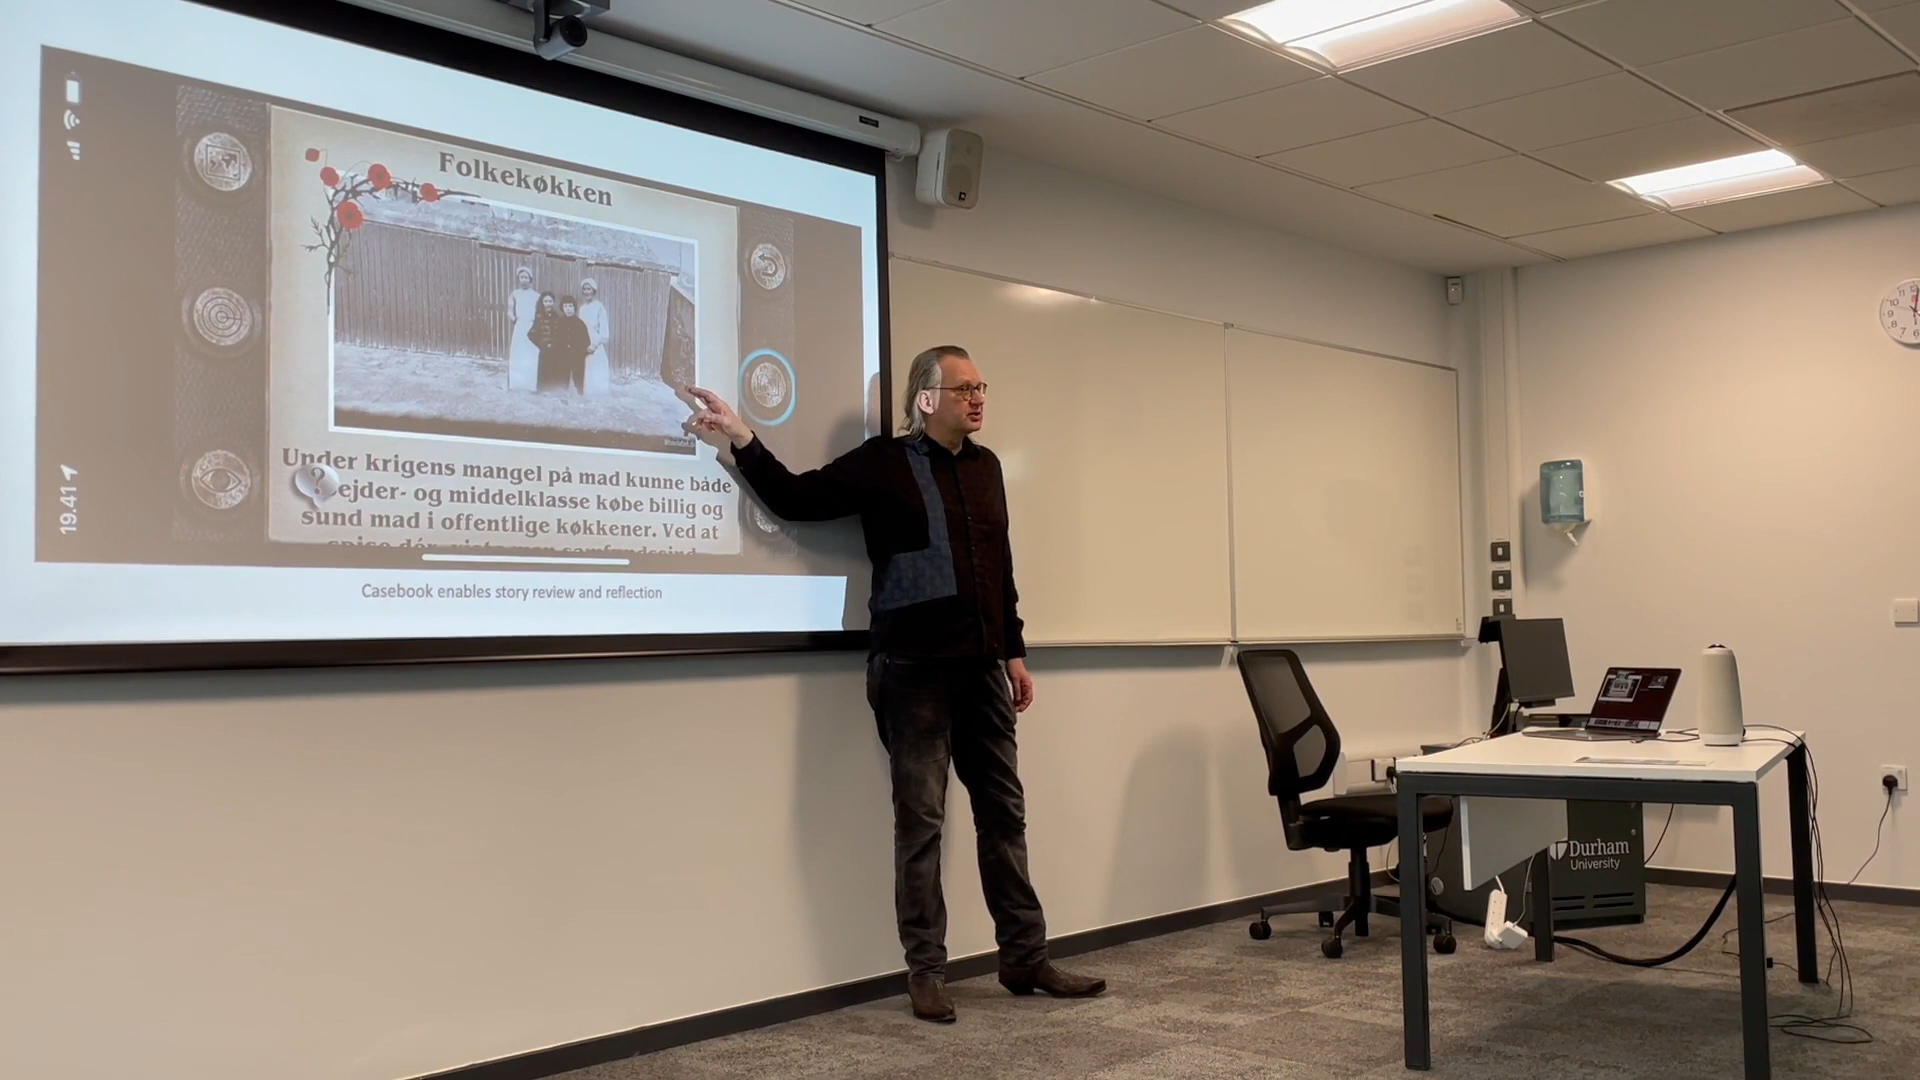 Folkekøkken
Under krigens mangel på mad kunne både
ejder- og middelklasse købe billig og
sund mad i offentlige køkkener. Ved at
?
19.41
Casebook enables story review and reflection
Durham
University